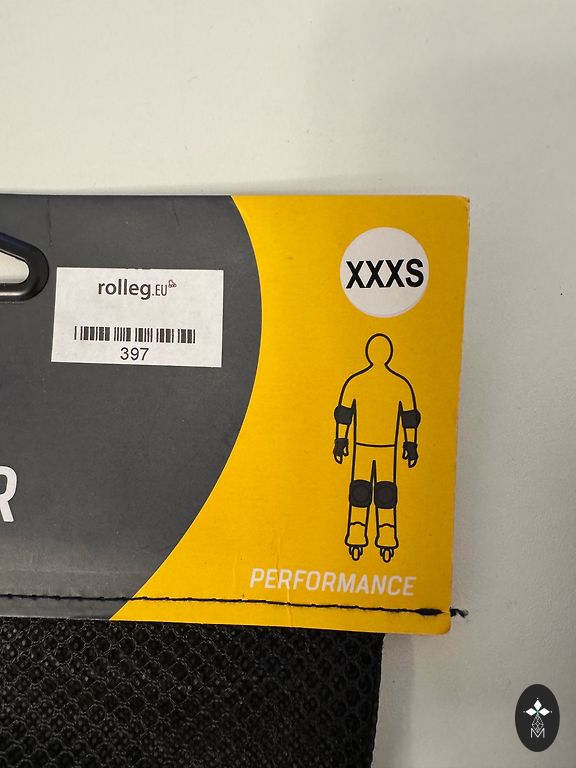 XXXS
rolleg.EU
397
R
PERFORMANCE
M